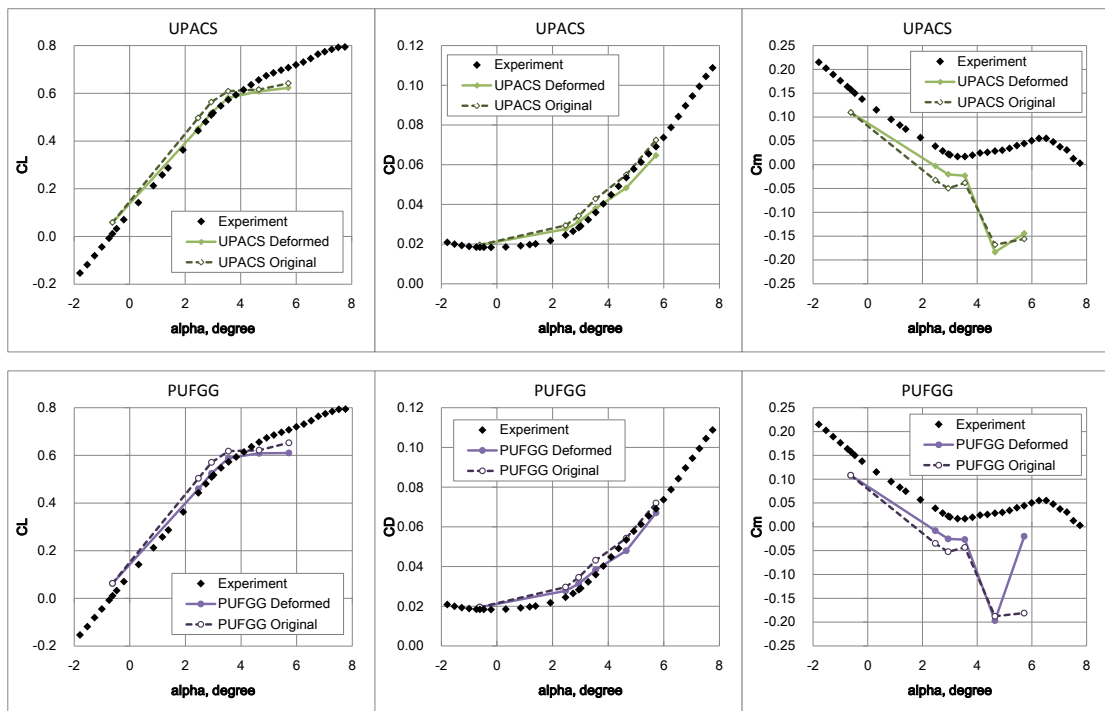 UPACS
0.8
0.6
0.4
0.2
0.0
-0.2
CL
Experiment
UPACS Deformed
UPACS Original
-2 0 2 4 6 8
alpha, degree
UPACS
0.12
0.10
0.08
0.06
0.04
0.02
0.00
CD
Experiment
UPACS Deformed
UPACS Original
-2 0 2 4 6 8
alpha, degree
UPACS
0.25
0.20
0.15
0.10
0.05
0.00
-0.05
-0.10
-0.15
-0.20
-0.25
Cm
Experiment
UPACS Deformed
UPACS Original
-2 0 2 4 6 8
alpha, degree
PUFGG
0.8
0.6
0.4
0.2
0.0
-0.2
CL
Experiment
PUFGG Deformed
PUFGG Original
-2 0 2 4 6 8
alpha, degree
PUFGG
0.12
0.10
0.08
0.06
0.04
0.02
0.00
CD
Experiment
PUFGG Deformed
PUFGG Original
-2 0 2 4 6 8
alpha, degree
PUFGG
0.25
0.20
0.15
0.10
0.05
0.00
-0.05
-0.10
-0.15
-0.20
-0.25
Cm
Experiment
PUFGG Deformed
PUFGG Original
-2 0 2 4 6 8
alpha, degree